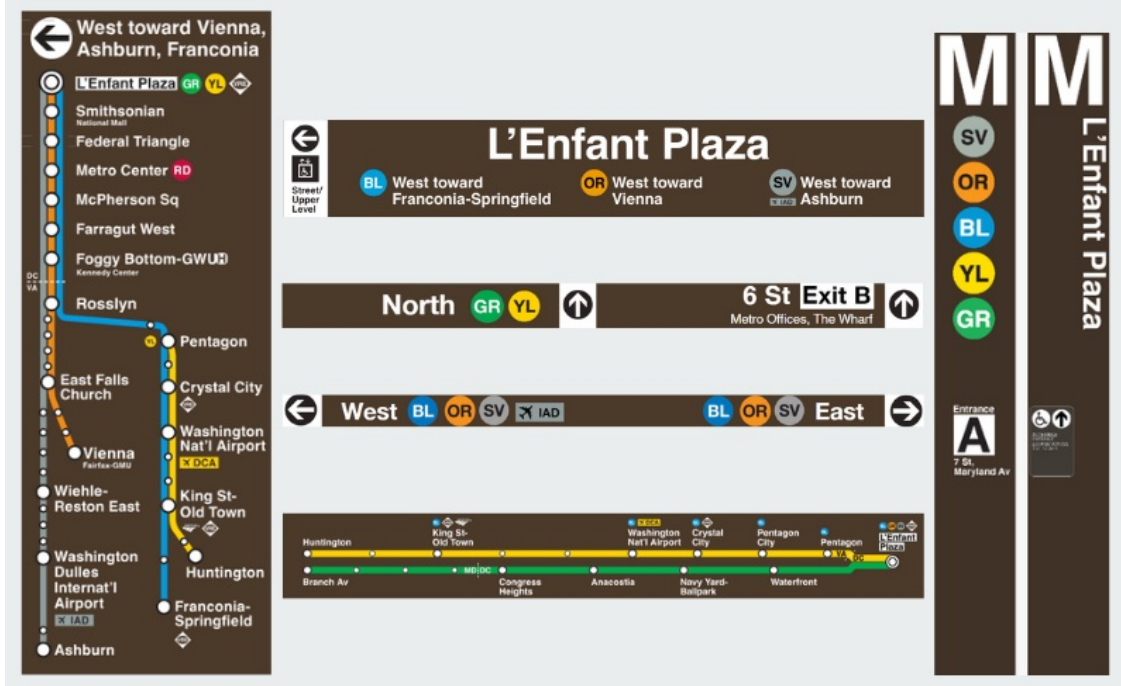 West toward Vienna,
Ashburn, Franconia
L'Enfant Plaza GR YL VRE
Smithsonian
National Mall
Federal Triangle
Metro Center RD
McPherson Sq
Farragut West
Foggy Bottom-GWU H
Kennedy Center
DC
VA
Rosslyn
YL Pentagon
East Falls
Church
Crystal City
VRE
Washington
Nat'l Airport
DCA
Vienna
Fairfax-GMU
Wiehle-
Reston East
King St-
Old Town
VRE
Washington
Dulles
Internat'l
Airport
IAD
Huntington
Franconia-
Springfield
VRE
Ashburn
Street/
Upper
Level
L'Enfant Plaza
BL West toward
Franconia-Springfield
OR West toward
Vienna
SV West toward
IAD Ashburn
North GR YL
6 St Exit B
Metro Offices, The Wharf
West BL OR SV IAD
BL OR SV East
Huntington
King St-
Old Town
DCA
Washington
Nat'l Airport
Crystal
City
Pentagon
City
Pentagon
L'Enfant
Plaza
VA
DC
Branch Av
MD DC
Congress
Heights
Anacostia
Navy Yard-
Ballpark
Waterfront
M
SV
OR
BL
YL
GR
Entrance
A
7 St,
Maryland Av
M
L'Enfant Plaza